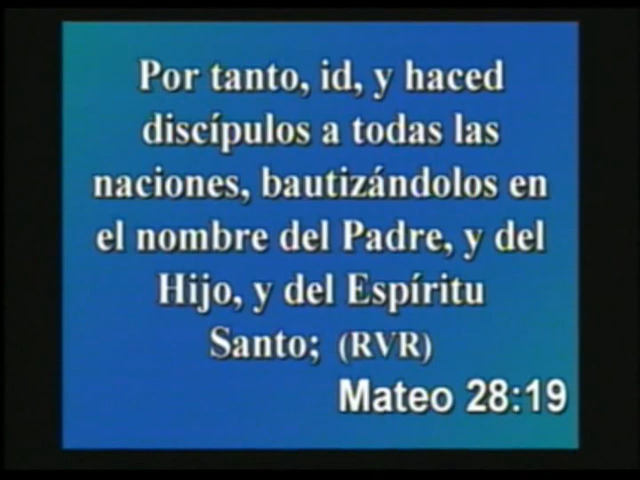 Por tanto, id, y haced
discípulos a todas las
naciones, bautizándolos en
el nombre del Padre, y del
Hijo, y del Espíritu
Santo; (RVR)
Mateo 28:19